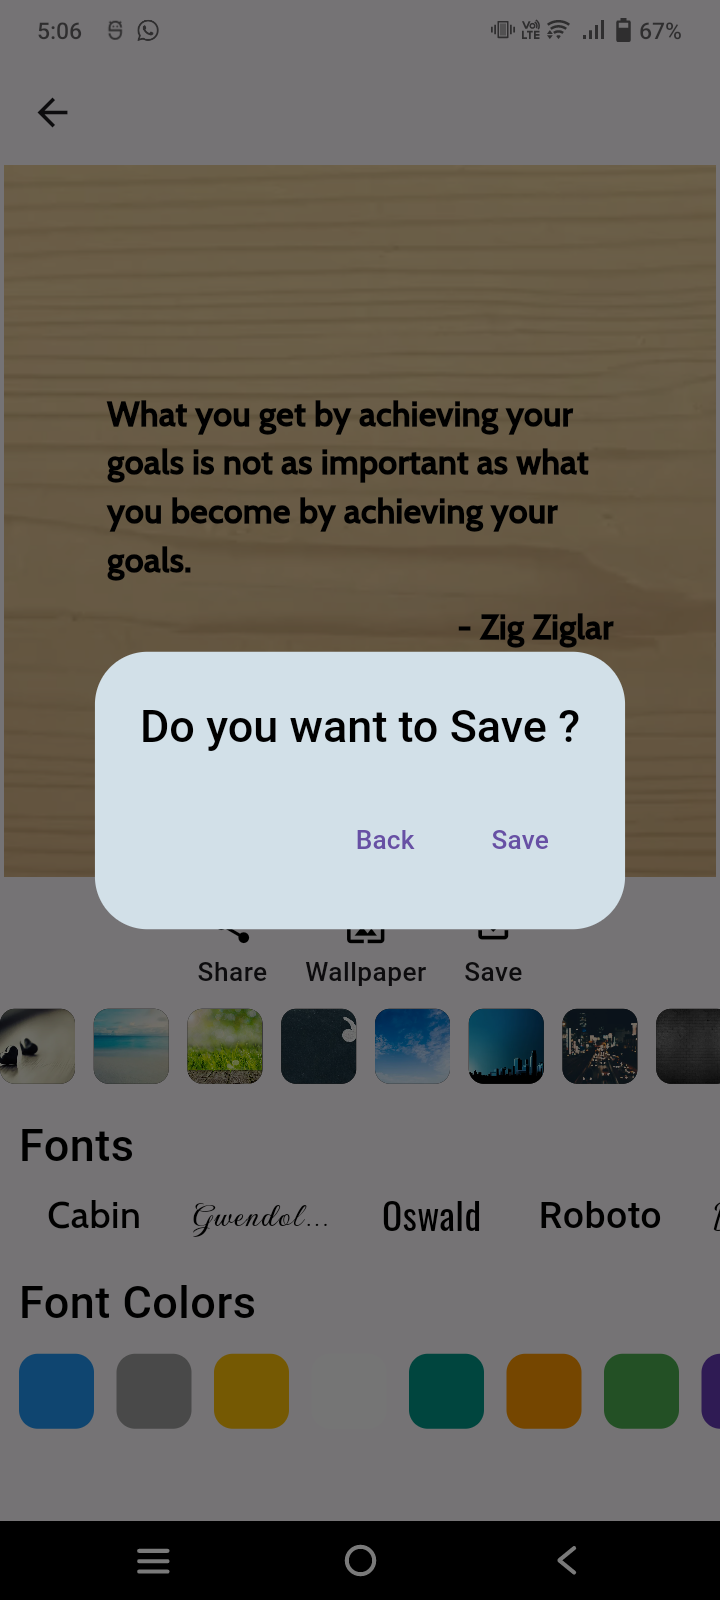 5:06
Vo) LTE
67%
What you get by achieving your
goals is not as important as what
you become by achieving your
goals.
- Zig Ziglar
Do you want to Save ?
Back Save
Share Wallpaper Save
Fonts
Cabin Gwendol... Oswald Roboto
Font Colors